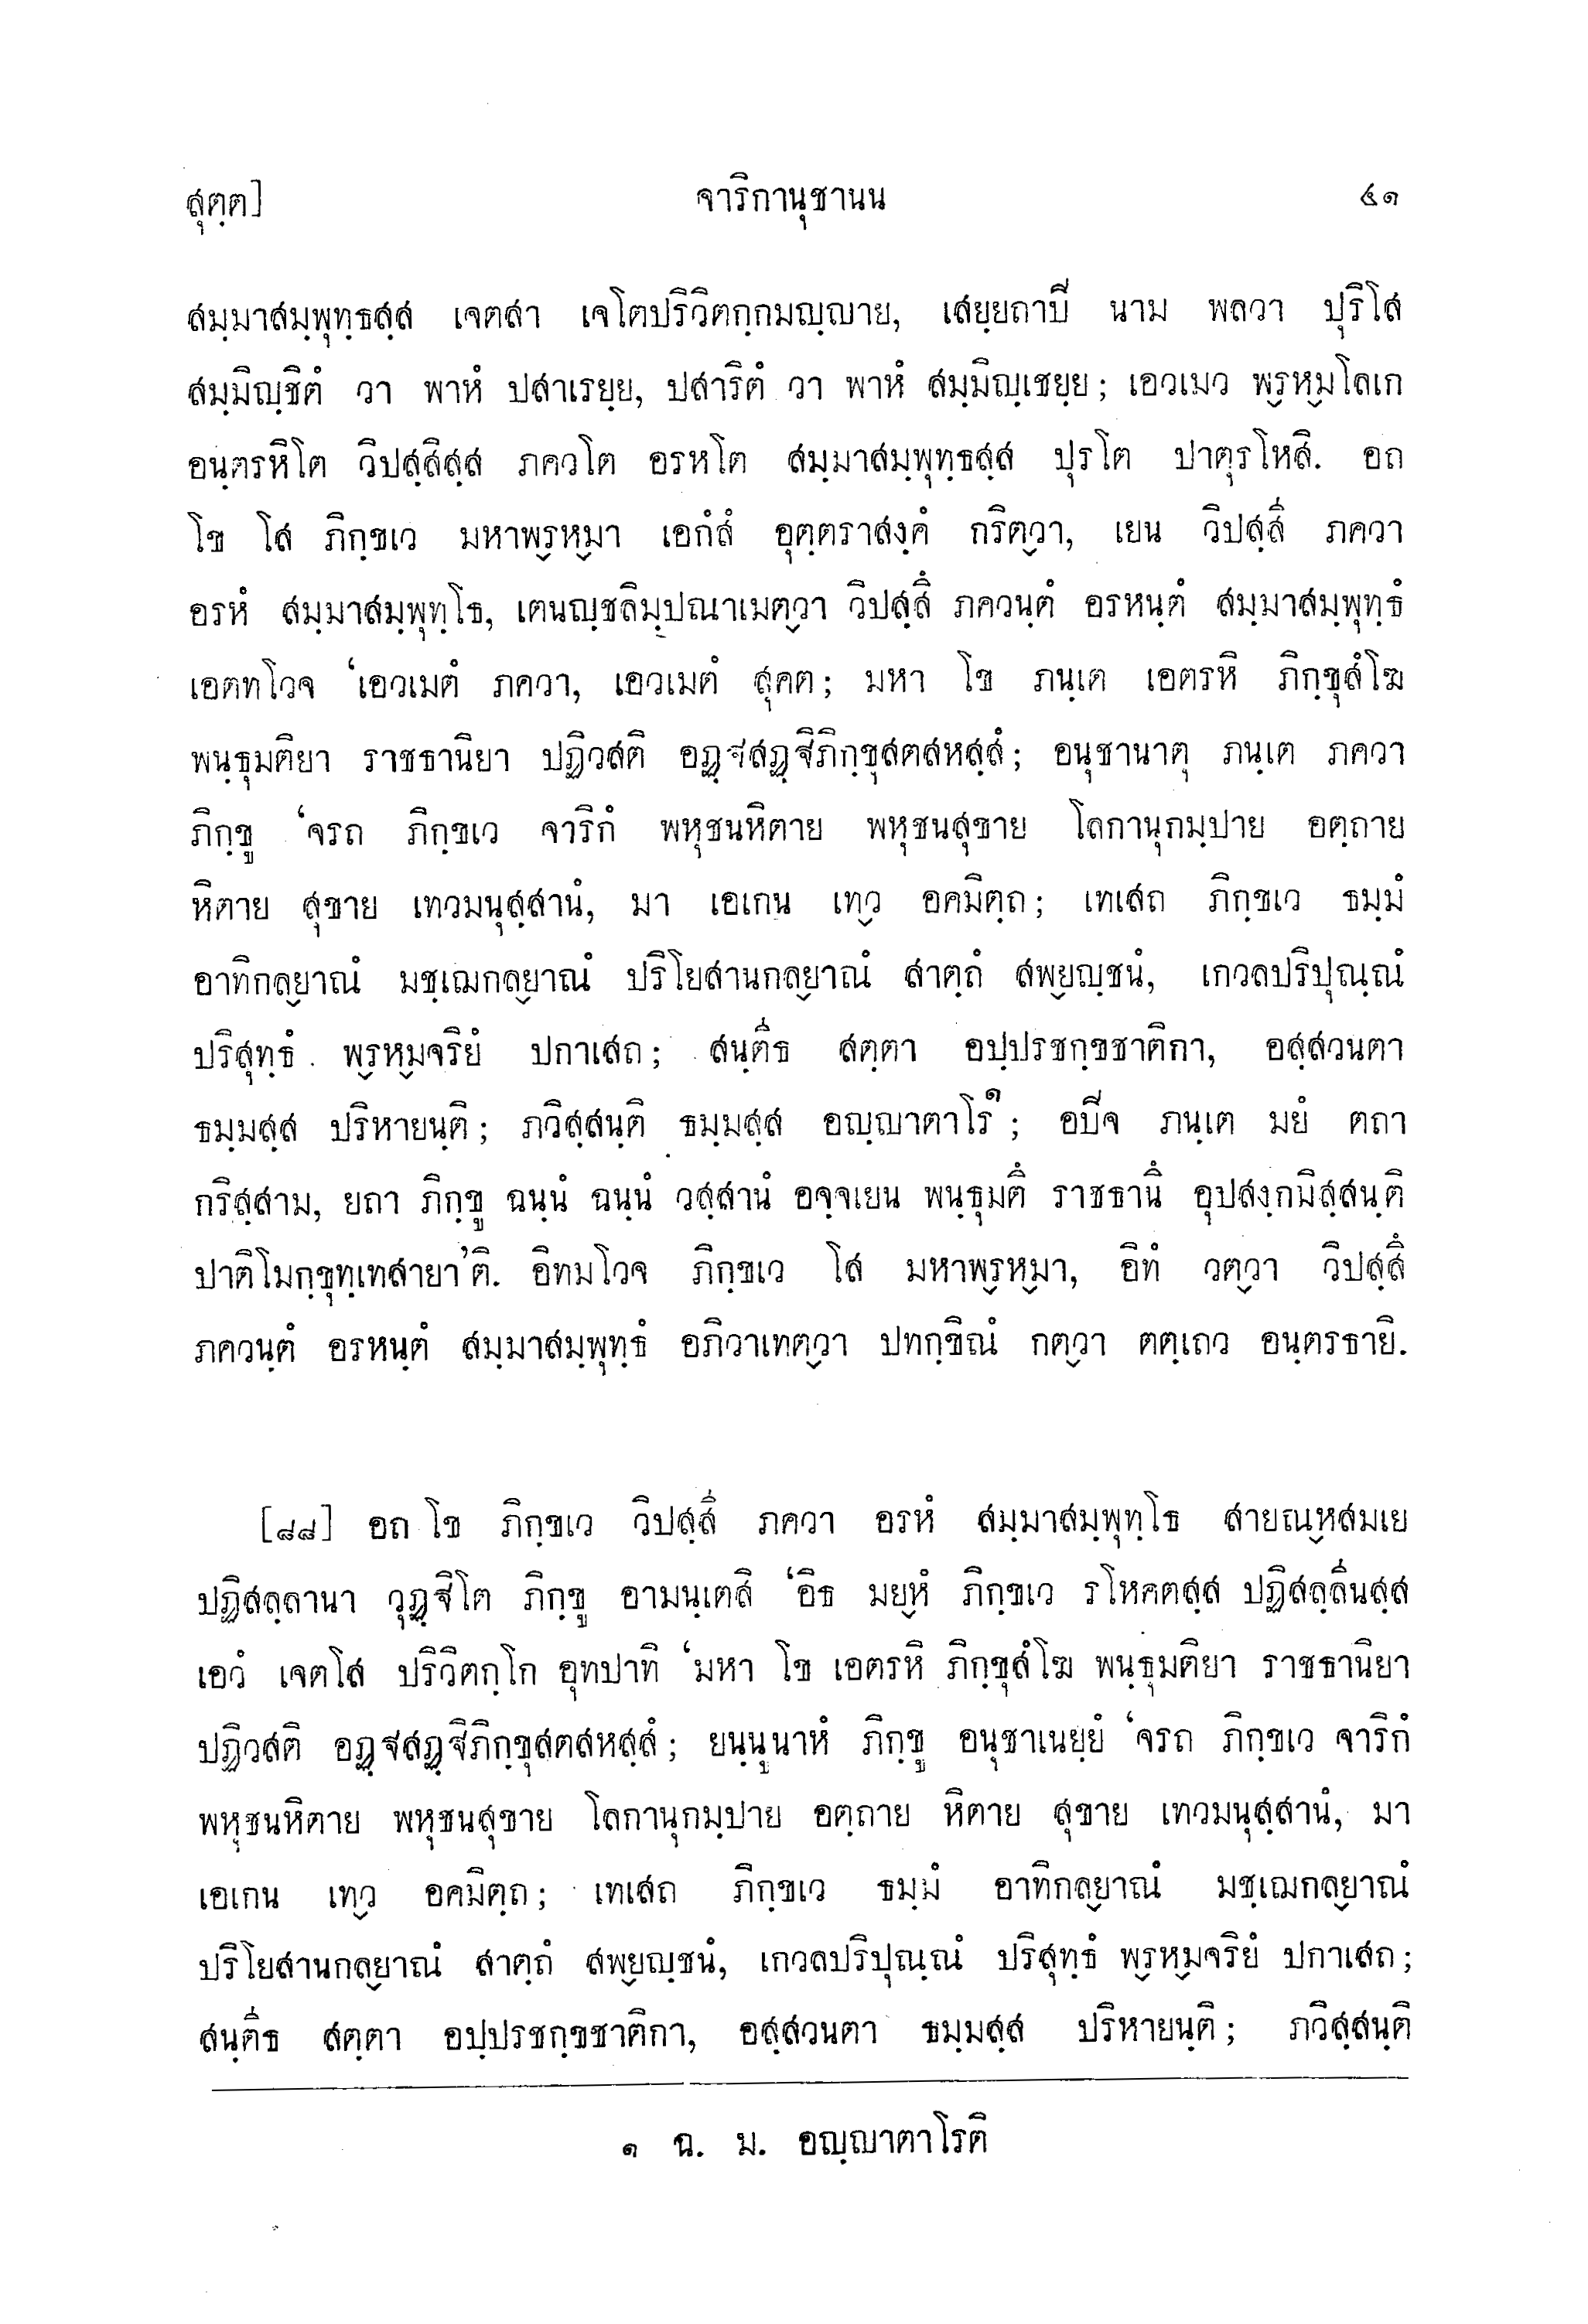 สุตฺต] จาริกานุชานน ๕๑
สมฺมาสมฺพุทฺธสฺส เจตสา เจโตปริวิตกฺกมญฺญาย, เสยฺยถาปี นาม พลวา ปุริโส
สมฺมิญฺชิตํ วา พาหํ ปสาเรยฺย, ปสาริตํ วา พาหํ สมฺมิญฺเชยฺย; เอวเมว พฺรหฺมโลเก
อนฺตรหิโต วิปสฺสิสฺส ภควโต อรหโต สมฺมาสมฺพุทฺธสฺส ปุรโต ปาตุรโหสิ. อถ
โข โส ภิกฺขเว มหาพฺรหฺมา เอกํสํ อุตฺตราสงฺคํ กริตฺวา, เยน วิปสฺสี่ ภควา
อรหํ สมฺมาสมฺพุทฺโธ, เตนญฺชลิมฺปณาเมตฺวา วิปสฺสิํ ภควนฺตํ อรหนฺตํ สมฺมาสมฺพุทฺธํ
เอตทโวจ ‘เอวเมตํ ภควา, เอวเมตํ สุคต; มหา โข ภนฺเต เอตรหิ ภิกฺขุสํโฆ
พนฺธุมติยา ราชธานิยา ปฏิวสติ อฏฺฐสฏฺฐิภิกฺขุสตสหสฺสํ; อนุชานาตุ ภนฺเต ภควา
ภิกฺขู ‘จรถ ภิกฺขเว จาริกํ พหุชนหิตาย พหุชนสุขาย โลกานุกมฺปาย อตฺถาย
หิตาย สุขาย เทวมนุสฺสานํ, มา เอเกน เทฺว อคมิตฺถ; เทเสถ ภิกฺขเว ธมฺมํ
อาทิกลฺยาณํ มชฺเฌกลฺยาณํ ปริโยสานกลฺยาณํ สาตฺถํ สพฺยญฺชนํ, เกวลปริปุณฺณํ
ปริสุทฺธํ พฺรหฺมจริยํ ปกาเสถ; สนฺติ่ธ สตฺตา อปฺปรชกฺขชาติกา, อสฺสวนตา
ธมฺมสฺส ปริหายนฺติ; ภวิสฺสนฺติ ธมฺมสฺส อญฺญาตาโร๑; อปีจ ภนฺเต มยํ ตถา
กริสฺสาม, ยถา ภิกฺขู ฉนฺนํ ฉนฺนํ วสฺสานํ อจฺจเยน พนฺธุมติํ ราชธานิํ อุปสงฺกมิสฺสนฺติ
ปาติโมกฺขุทฺเทสายา’ติ. อิทมโวจ ภิกฺขเว โส มหาพฺรหฺมา, อิทํ วตฺวา วิปสฺสิํ
ภควนฺตํ อรหนฺตํ สมฺมาสมฺพุทฺธํ อภิวาเทตฺวา ปทกฺขิณํ กตฺวา ตตฺเถว อนฺตรธายิ.
[๘๘] อถ โข ภิกฺขเว วิปสฺสี่ ภควา อรหํ สมฺมาสมฺพุทฺโธ สายณฺหสมเย
ปฏิสลฺลานา วุฏฺฐิโต ภิกฺขู อามนฺเตสิ ‘อิธ มยฺหํ ภิกฺขเว รโหคตสฺส ปฏิสลฺลี่นสฺส
เอวํ เจตโส ปริวิตกฺโก อุทปาทิ ‘มหา โข เอตรหิ ภิกฺขุสํโฆ พนฺธุมติยา ราชธานิยา
ปฏิวสติ อฏฺฐสฏฺฐิภิกฺขุสตสหสฺสํ; ยนฺนูนาหํ ภิกฺขู อนุชาเนยฺยํ ‘จรถ ภิกฺขเว จาริกํ
พหุชนหิตาย พหุชนสุขาย โลกานุกมฺปาย อตฺถาย หิตาย สุขาย เทวมนุสฺสานํ, มา
เอเกน เทฺว อคมิตฺถ; เทเสถ ภิกฺขเว ธมฺมํ อาทิกลฺยาณํ มชฺเฌกลฺยาณํ
ปริโยสานกลฺยาณํ สาตฺถํ สพฺยญฺชนํ, เกวลปริปุณฺณํ ปริสุทฺธํ พฺรหฺมจริยํ ปกาเสถ;
สนฺติ่ธ สตฺตา อปฺปรชกฺขชาติกา, อสฺสวนตา ธมฺมสฺส ปริหายนฺติ; ภวิสฺสนฺติ
๑ ฉ. ม. อญฺญาตาโรติ